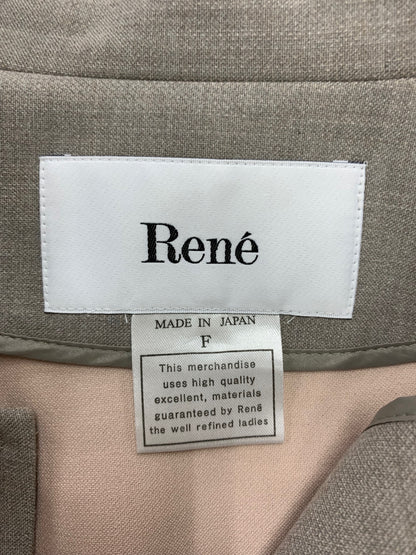 René
MADE IN JAPAN
F
This merchandise
uses high quality
excellent, materials
guaranteed by René
the well refined ladies